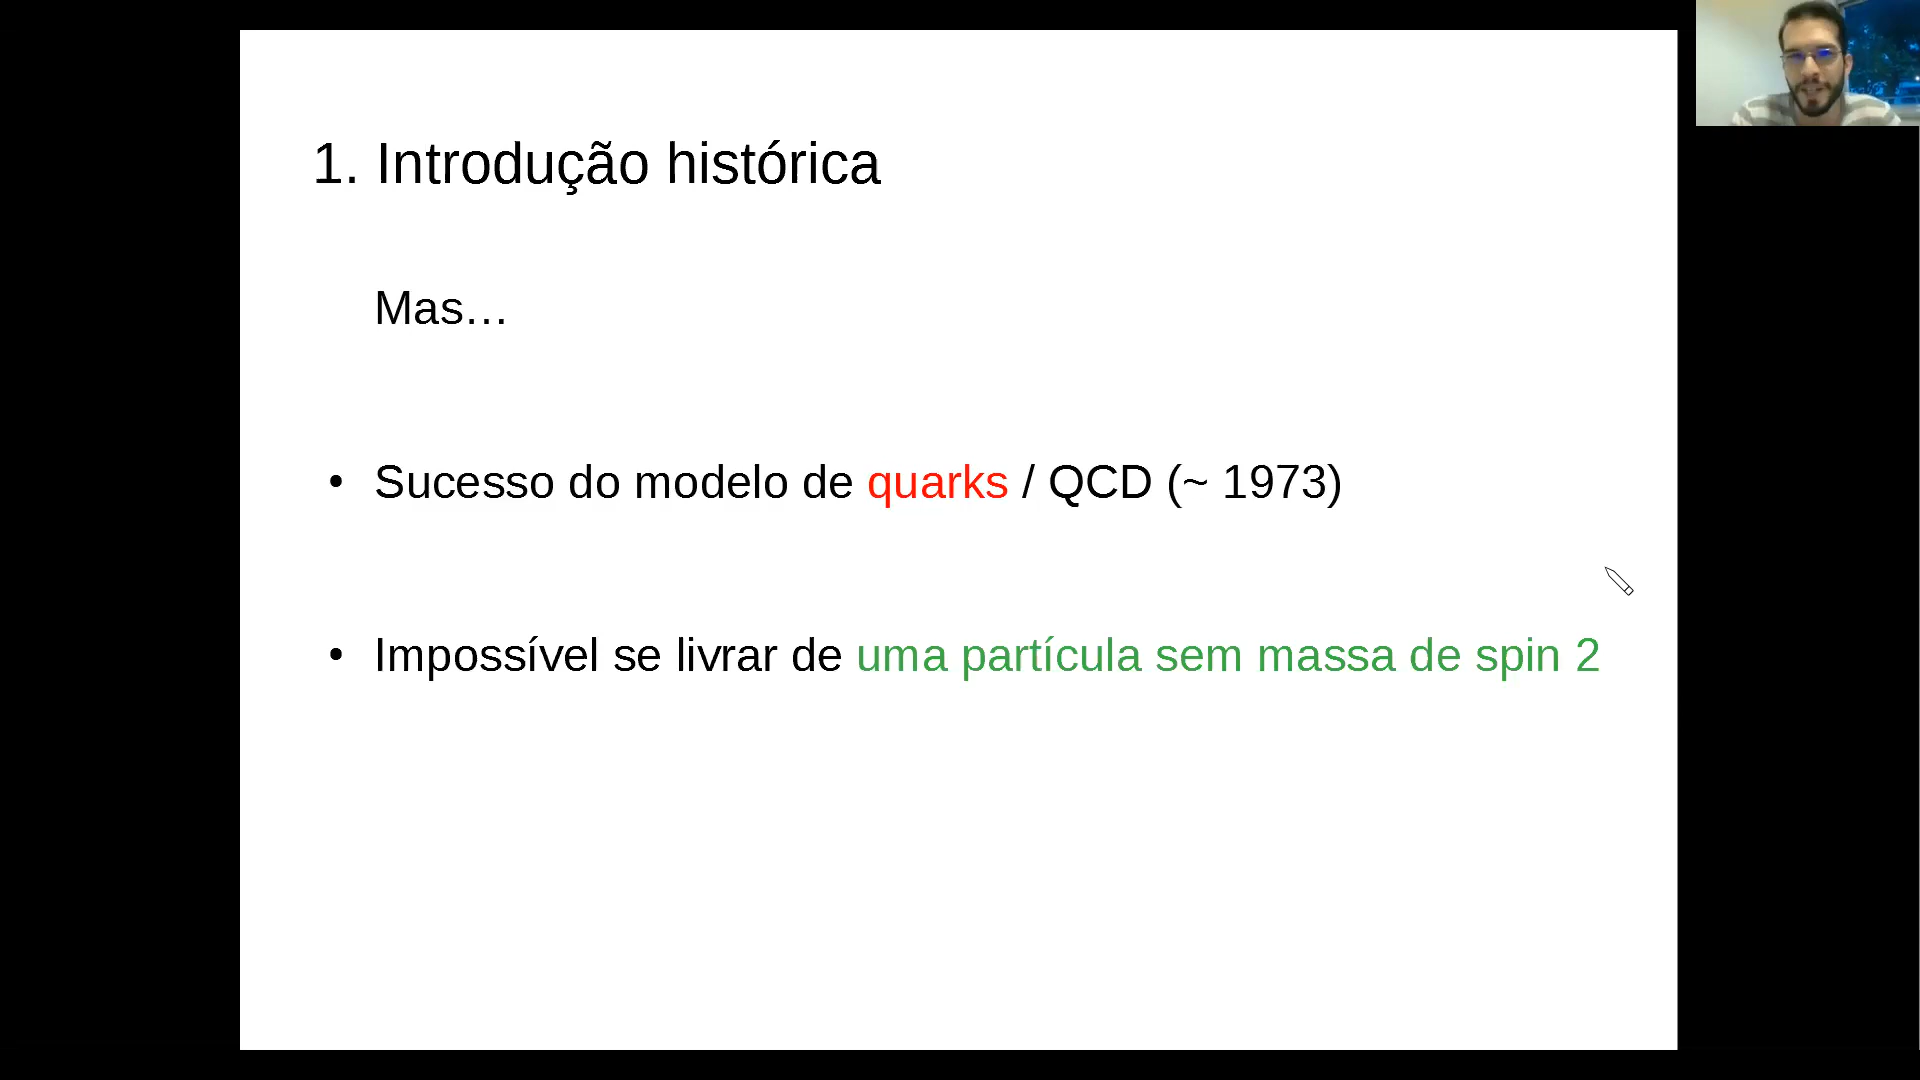 1. Introdução histórica
Mas…
• Sucesso do modelo de quarks / QCD (~ 1973)
• Impossível se livrar de uma partícula sem massa de spin 2